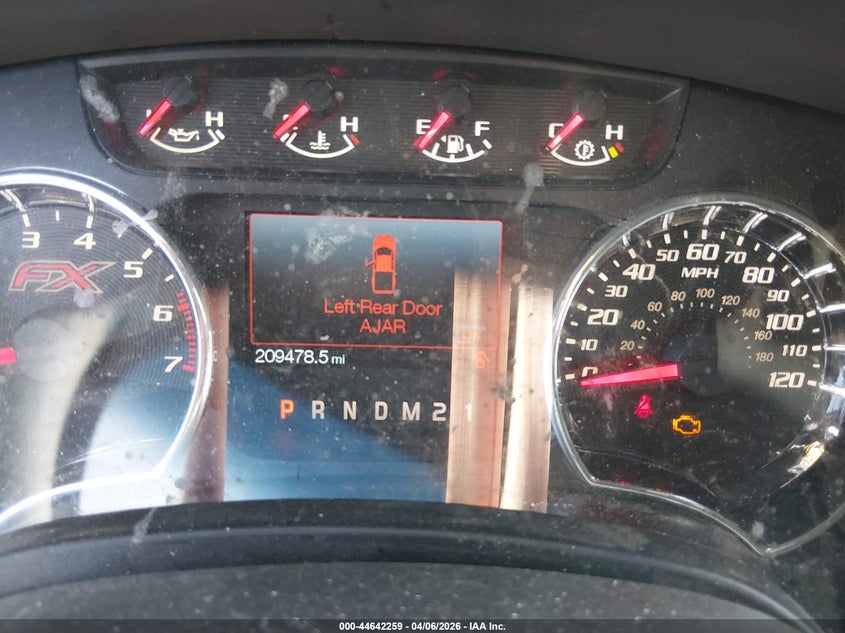 H
H
E F
C H
3 4 5 6 7
FX
Left Rear Door
AJAR
209478.5 mi
P R N D M 2 1
0 10 20 30 40 50 60 70 80 90 100 110 120
MPH
20 40 60 80 100 120 140 160 180
000-44642259 - 04/06/2026 - IAA Inc.